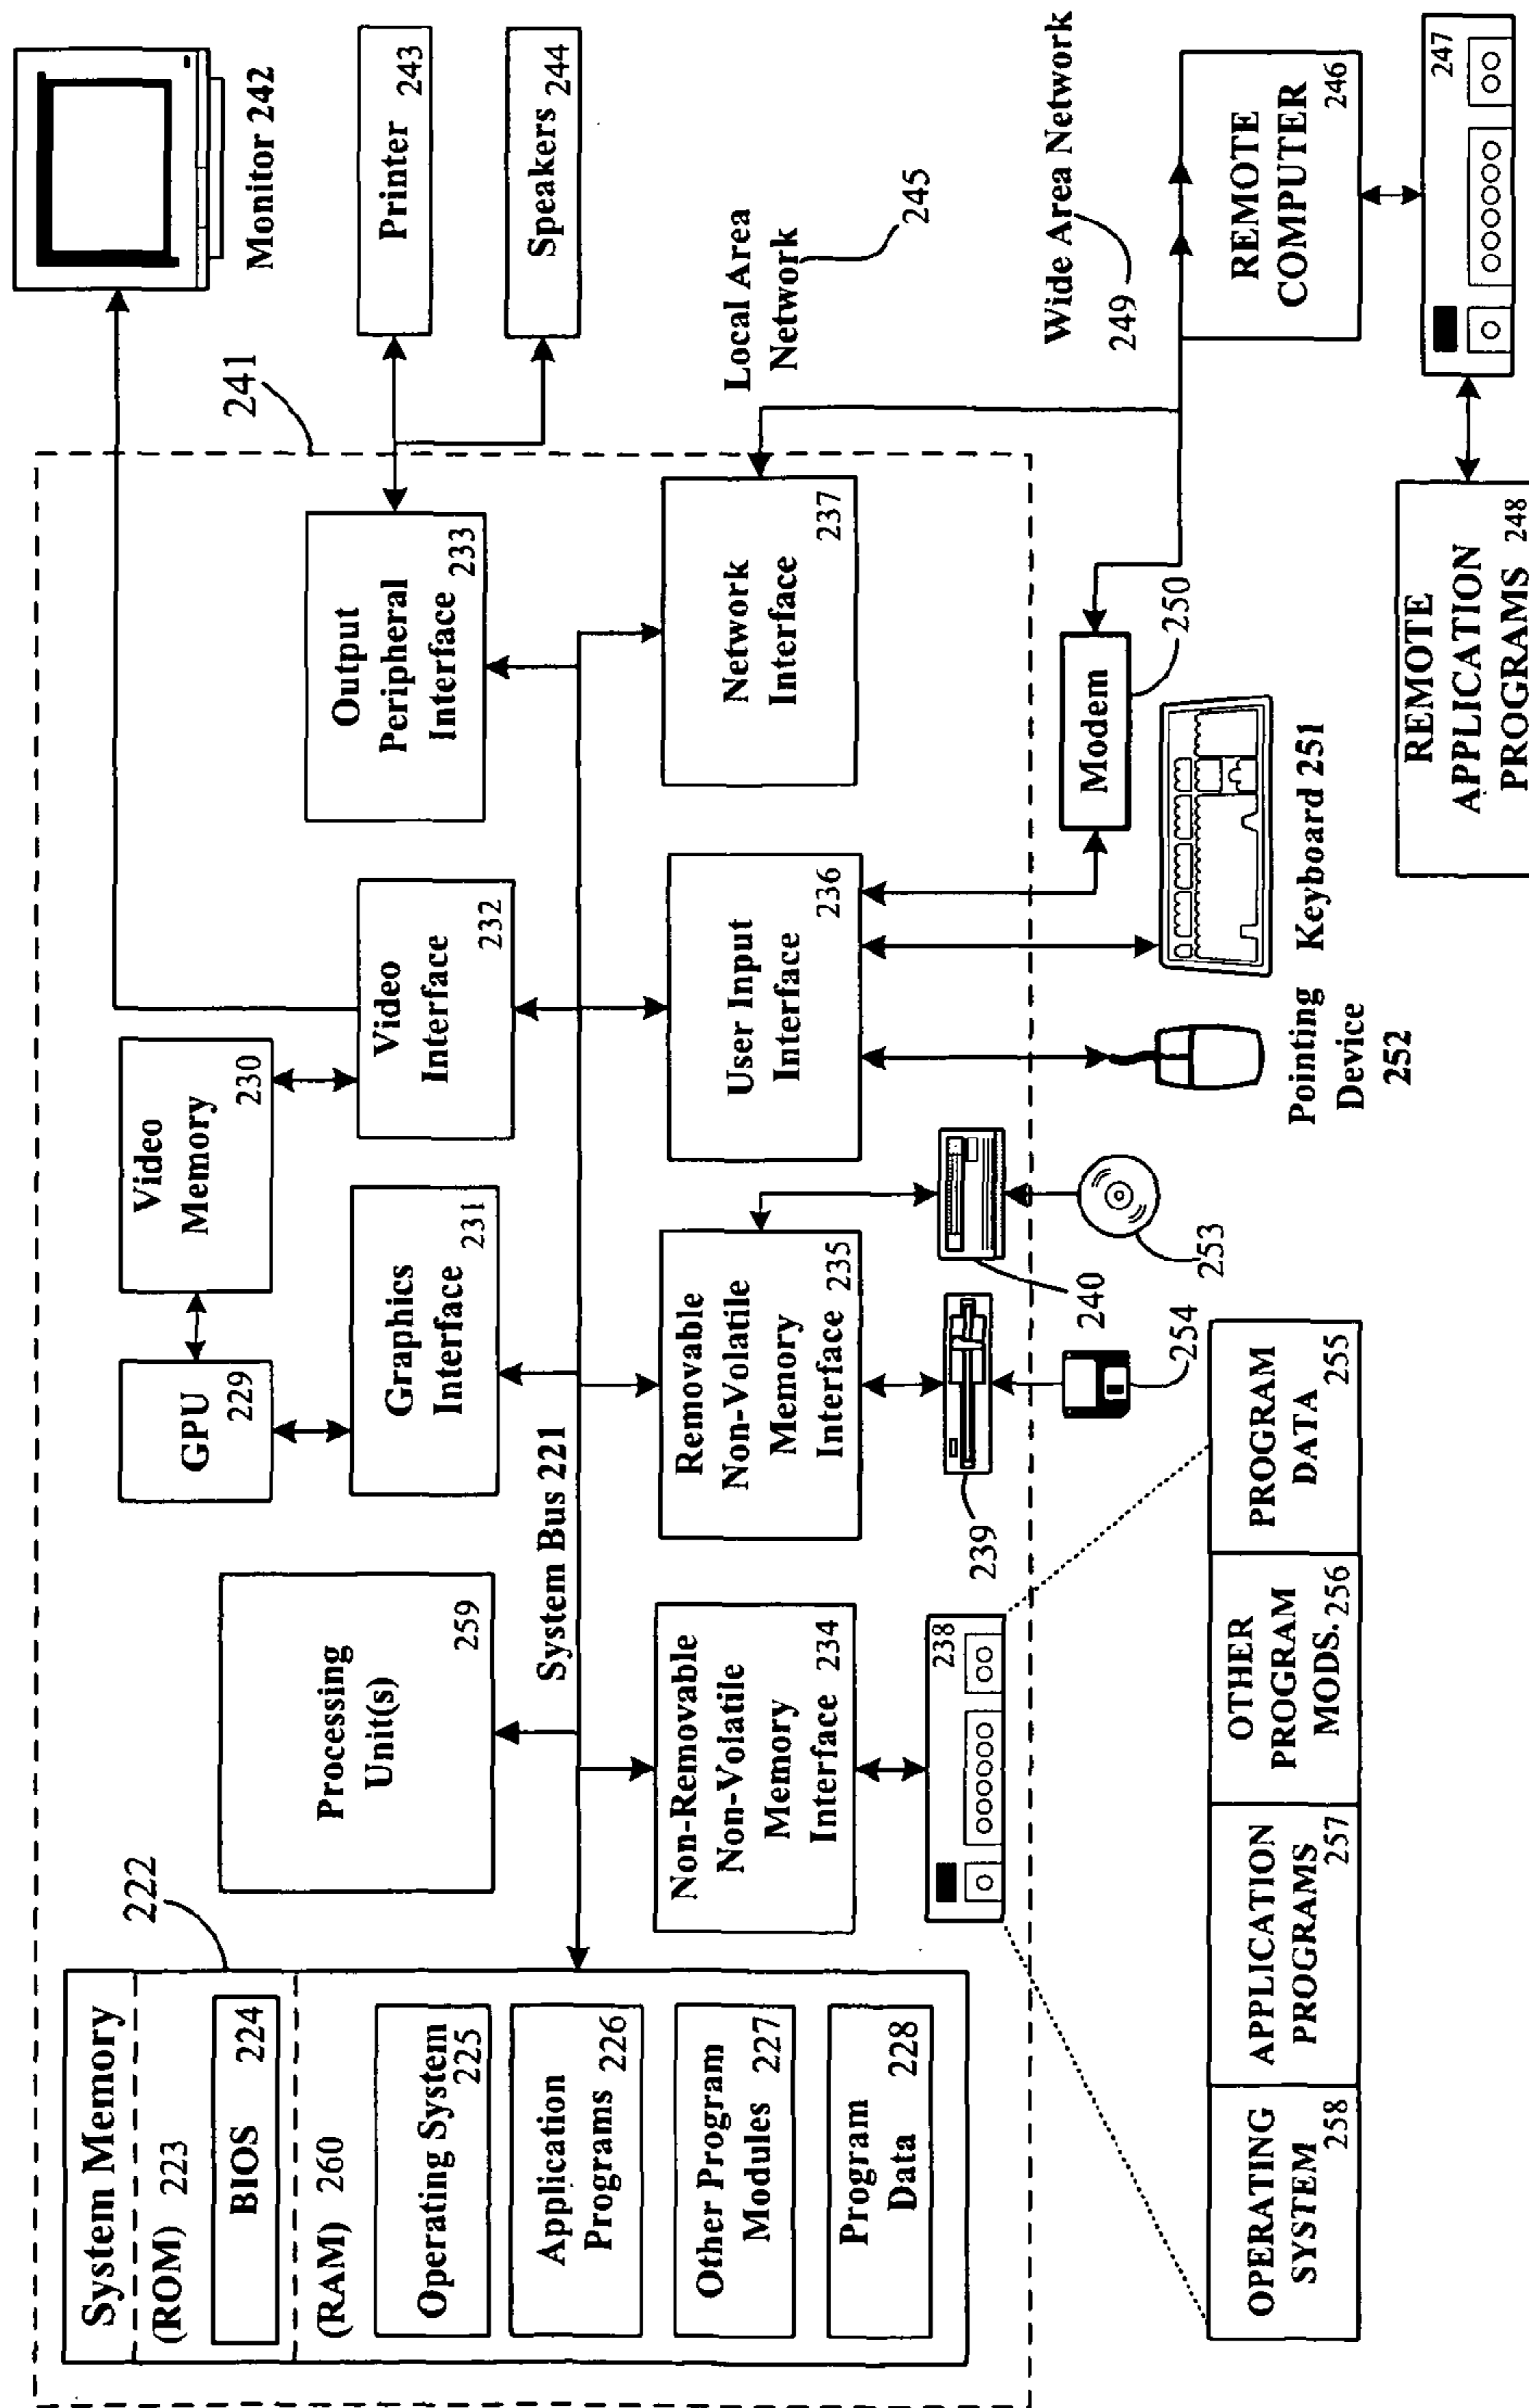 System Memory
222
(ROM) 223
BIOS 224
(RAM) 260
Operating System
225
Application
Programs 226
Other Program
Modules 227
Program
Data 228
Processing
Unit(s)
259
GPU
229
Video
Memory
230
Graphics
Interface
231
Video
Interface
232
Output
Peripheral
Interface
233
241
Monitor 242
Printer
243
Speakers
244
System Bus 221
Non-Removable
Non-Volatile
Memory
Interface 234
Removable
Non-Volatile
Memory
Interface 235
User Input
Interface
236
Network
Interface
237
Local Area
Network
245
238
239
240
254
253
Modem
250
Wide Area Network
249
Pointing
Device
252
Keyboard 251
REMOTE
COMPUTER
246
247
OPERATING
SYSTEM
258
APPLICATION
PROGRAMS
257
OTHER
PROGRAM
MODS. 256
PROGRAM
DATA
255
REMOTE
APPLICATION
PROGRAMS 248